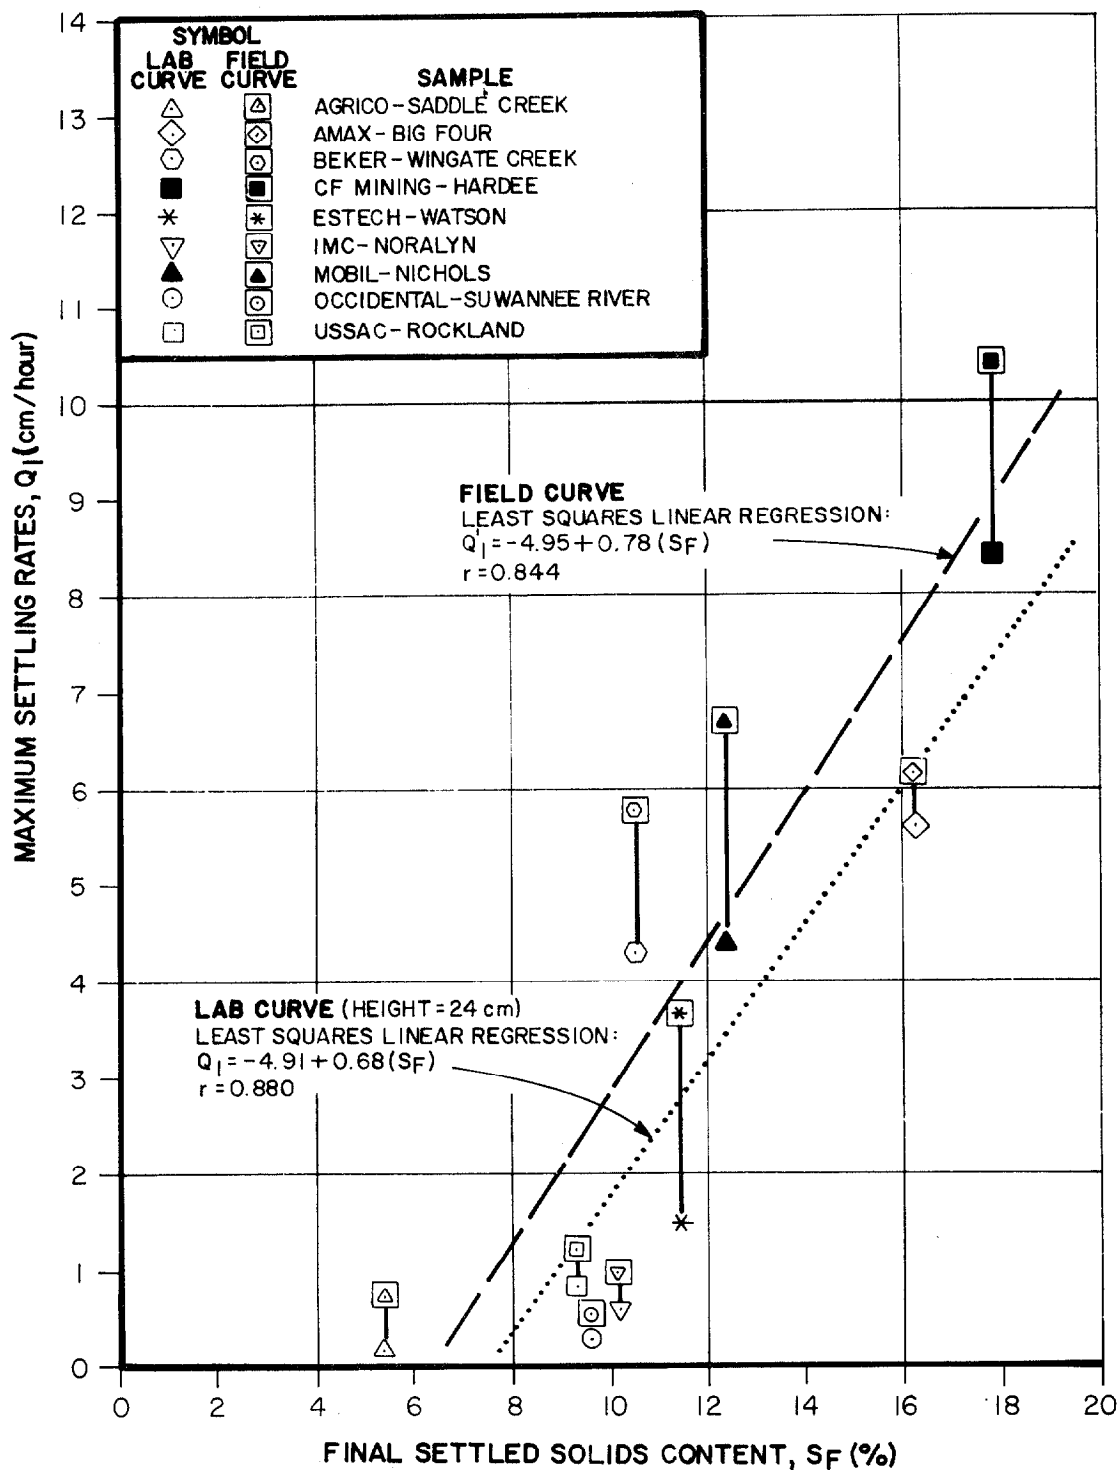 SYMBOL
LAB CURVE
FIELD CURVE
SAMPLE
AGRICO-SADDLE CREEK
AMAX-BIG FOUR
BEKER-WINGATE CREEK
CF MINING-HARDEE
ESTECH-WATSON
IMC-NORALYN
MOBIL-NICHOLS
OCCIDENTAL-SUWANNEE RIVER
USSAC-ROCKLAND
MAXIMUM SETTLING RATES, Q1 (cm/hour)
14
13
12
11
10
9
8
7
6
5
4
3
2
1
0
FIELD CURVE
LEAST SQUARES LINEAR REGRESSION:
Q'1 = -4.95 + 0.78 (SF)
r = 0.844
LAB CURVE (HEIGHT = 24 cm)
LEAST SQUARES LINEAR REGRESSION:
Q1 = -4.91 + 0.68 (SF)
r = 0.880
0 2 4 6 8 10 12 14 16 18 20
FINAL SETTLED SOLIDS CONTENT, SF (%)